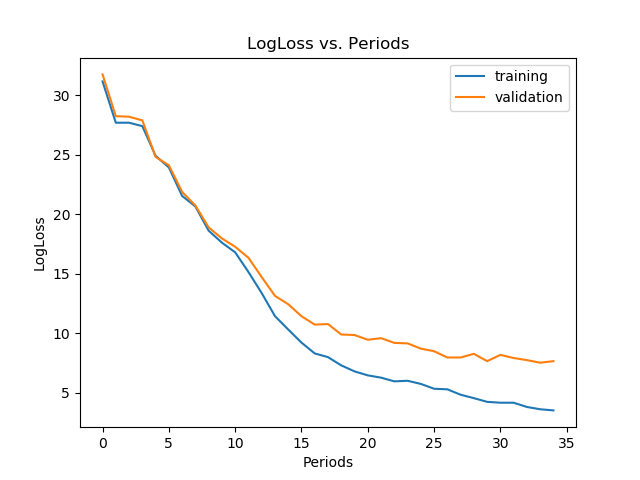 LogLoss vs. Periods
training
validation
LogLoss
30
25
20
15
10
5
0 5 10 15 20 25 30 35
Periods